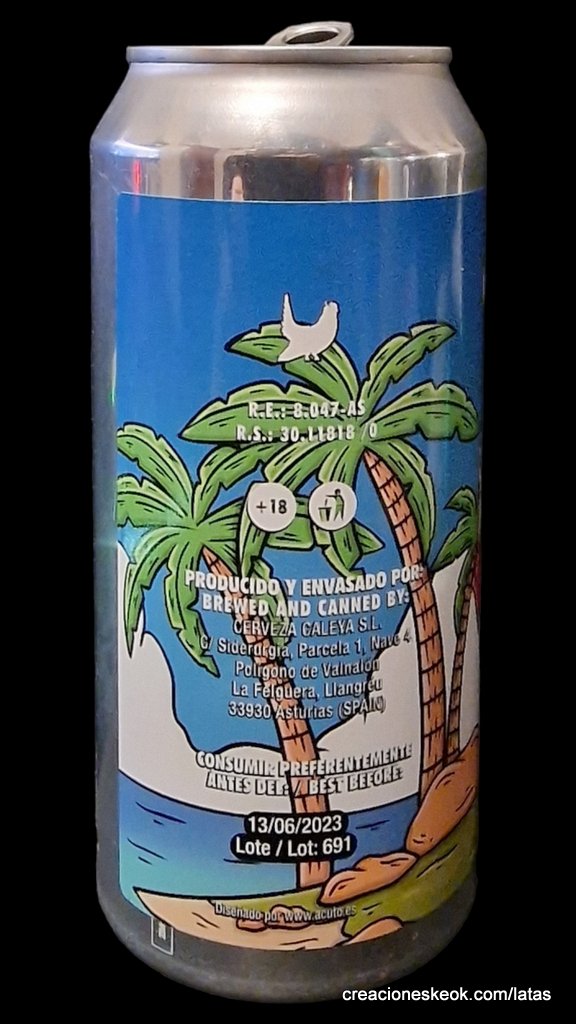 R.E.: 8.047-AS
R.S.: 30.11818 /O
+18
PRODUCIDO Y ENVASADO POR:
BREWED AND CANNED BY:
CERVEZA CALEYA S.L.
C/ Siderurgia, Parcela 1, Nave 4
Polígono de Valnalón
La Felguera, Llangréu
33930 Asturias (SPAIN)
CONSUMIR PREFERENTEMENTE
ANTES DEL: / BEST BEFORE:
13/06/2023
Lote / Lot: 691
Diseñado por www.acuto.es
creacioneskeok.com/latas